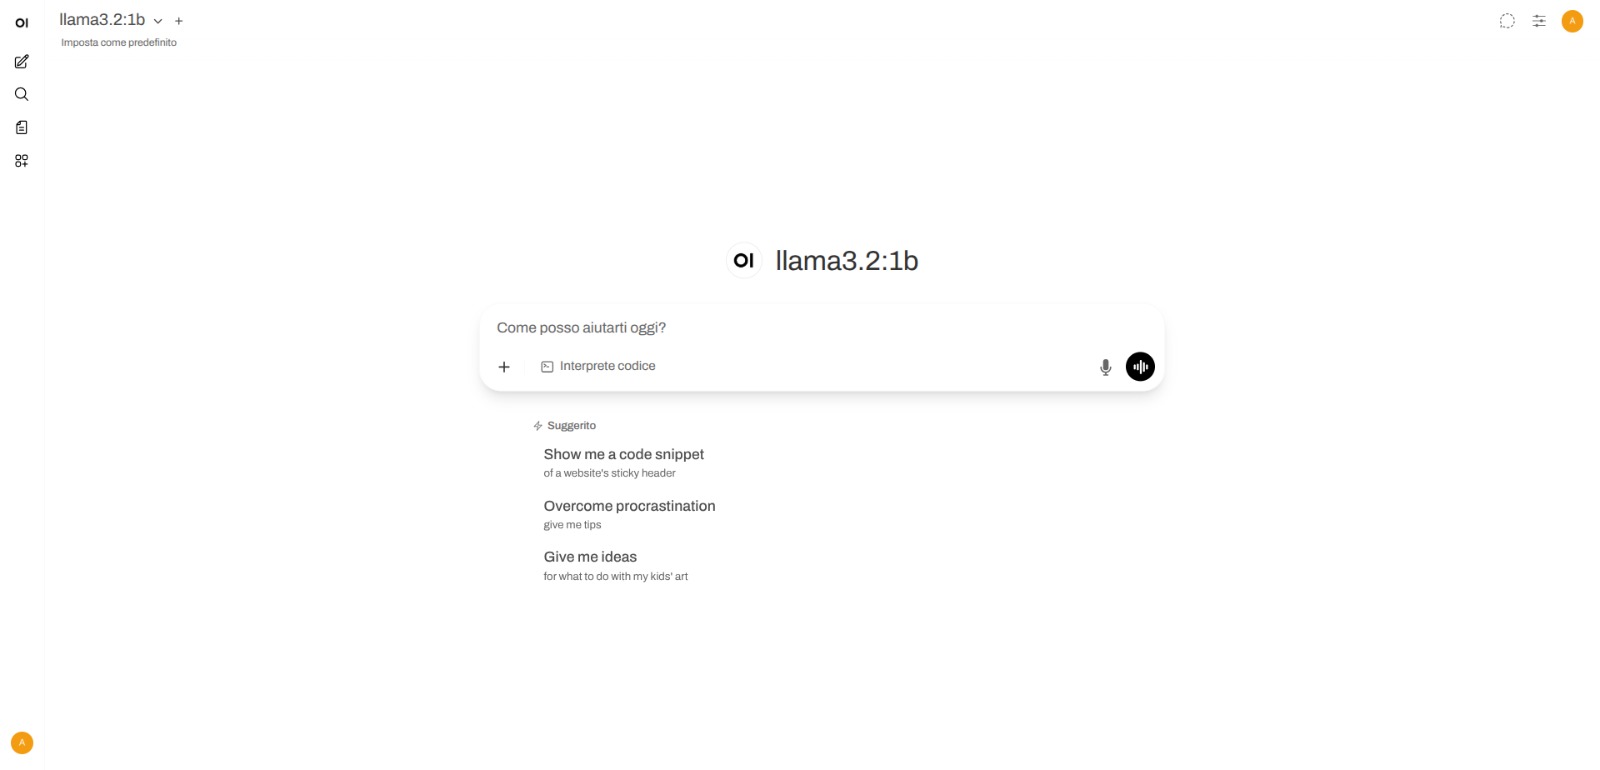 OI
llama3.2:1b
Imposta come predefinito
A
OI llama3.2:1b
Come posso aiutarti oggi?
Interprete codice
Suggerito
Show me a code snippet
of a website's sticky header
Overcome procrastination
give me tips
Give me ideas
for what to do with my kids' art
A